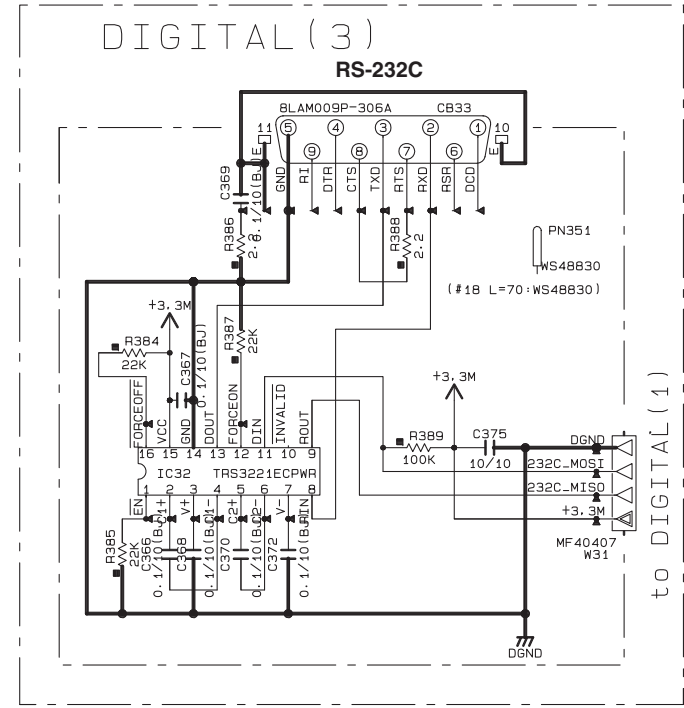 DIGITAL(3)
RS-232C
8LAM009P-306A CB33
11 5 4 3 2 1 10
E 9 8 7 6 E
GND RI DTR CTS TXD RTS RXD RSR DCD
C369
0.1/10(BJ)
R386
2.2
R388
2.2
PN351
WS48830
(#18 L=70:WS48830)
+3.3M
R384
22K
C367
0.1/10(BJ)
R387
22K
+3.3M
FORCEOFF VCC GND DOUT FORCEON DIN INVALID ROUT
16 15 14 13 12 11 10 9
IC32 TRS3221ECPWR
1 2 3 4 5 6 7 8
EN C1+ V+ C1- C2+ C2- V- RIN
R389
100K
C375
10/10
DGND
232C_MOSI
232C_MISO
+3.3M
MF40407
W31
to DIGITAL(1)
R385
22K
C366
0.1/10(BJ)
C368
0.1/10(BJ)
C370
0.1/10(BJ)
C372
0.1/10(BJ)
DGND